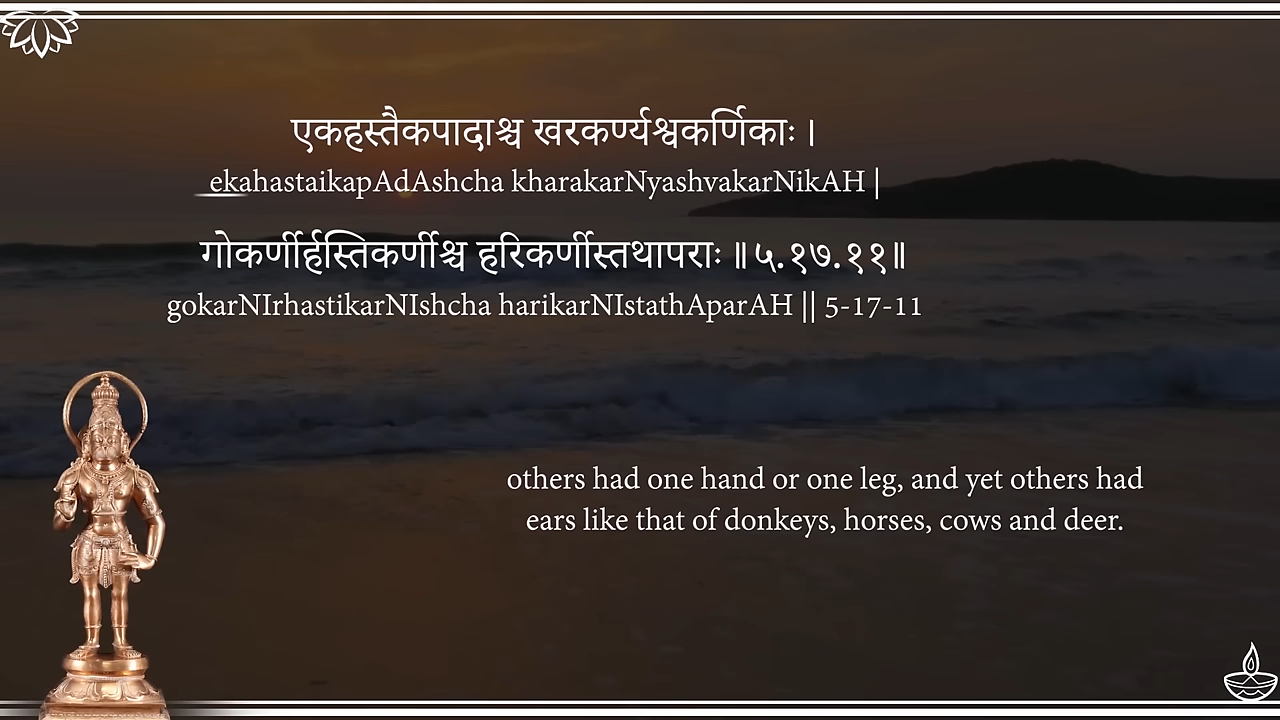 एकहस्तैकपादाश्च खरकर्ण्यश्वकर्णिकाः ।
ekahastaikapAdAshcha kharakarNyashvakarNikAH |
गोकर्णीर्हस्तिकर्णीश्च हरिकर्णीस्तथापराः ॥५.१७.११॥
gokarNIrhastikarNIshcha harikarNIstathAparAH || 5-17-11
others had one hand or one leg, and yet others had
ears like that of donkeys, horses, cows and deer.